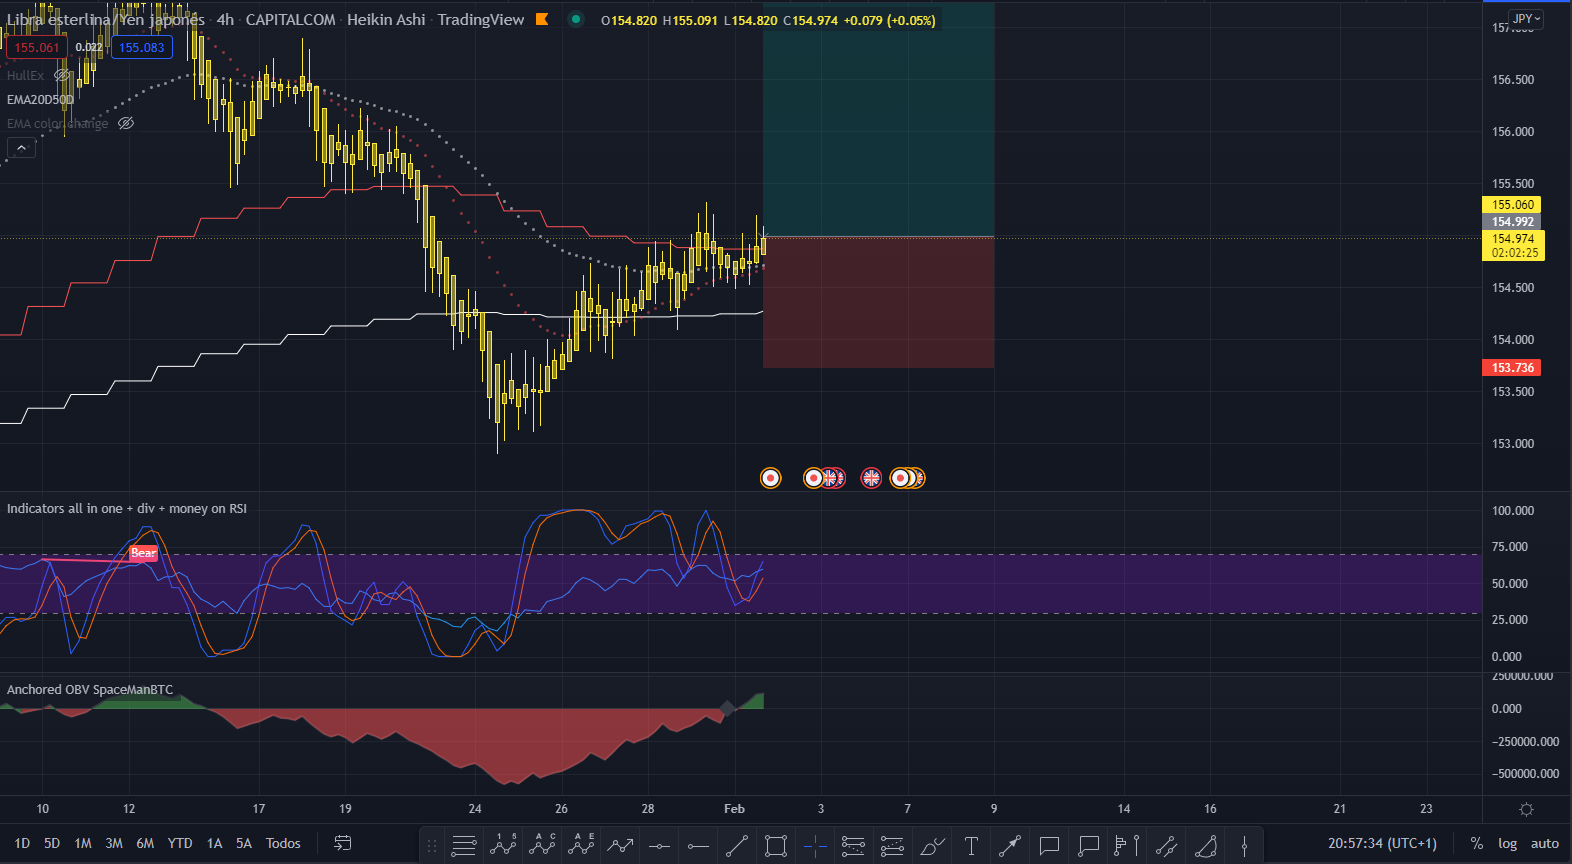 Libra esterlina/Yen japonés · 4h · CAPITALCOM · Heikin Ashi · TradingView O154.820 H155.091 L154.820 C154.974 +0.079 (+0.05%)
JPY
155.061 0.022 155.083
HullEx
EMA20D50D
EMA color change
157.000
156.500
156.000
155.500
155.060
154.992
154.974
02:02:25
154.500
154.000
153.736
153.500
153.000
Indicators all in one + div + money on RSI
Bear
100.000
75.000
50.000
25.000
0.000
Anchored OBV SpaceManBTC
250000.000
0.000
−250000.000
−500000.000
10 12 17 19 24 26 28 Feb 3 7 9 14 16 21 23
1D 5D 1M 3M 6M YTD 1A 5A Todos
1 5 A C A E
T
20:57:34 (UTC+1) % log auto